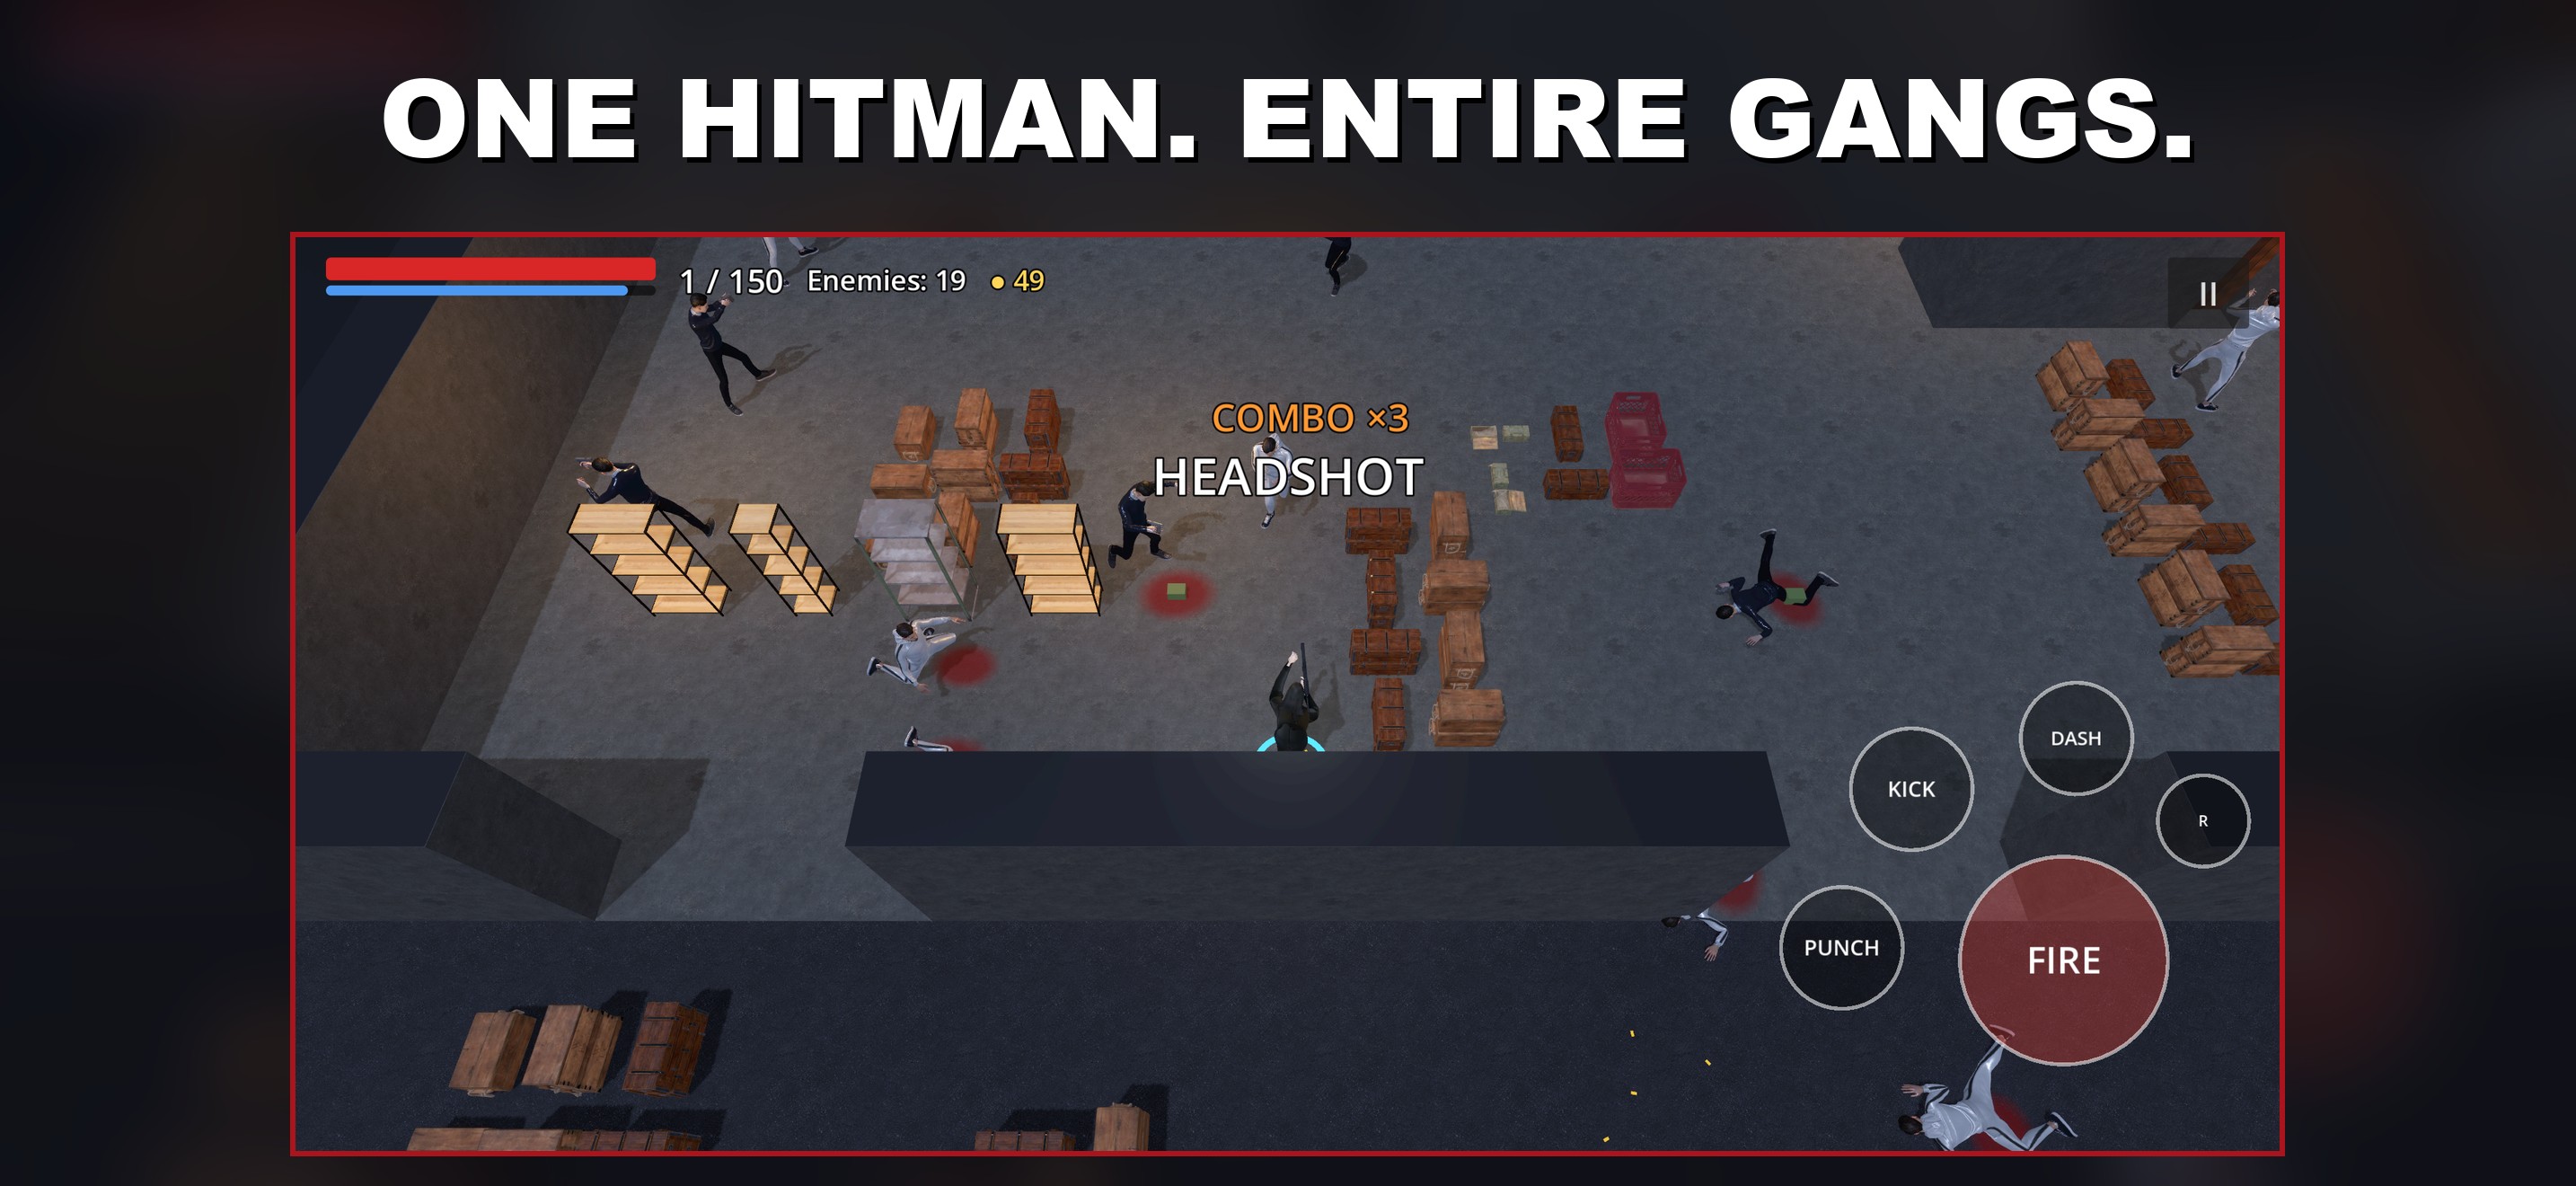 ONE HITMAN. ENTIRE GANGS.
1 / 150 Enemies: 19 49
COMBO ×3
HEADSHOT
DASH
KICK
R
PUNCH
FIRE